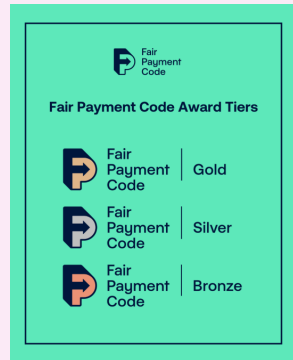 Fair
Payment
Code
Fair Payment Code Award Tiers
Fair
Payment
Code
Gold
Fair
Payment
Code
Silver
Fair
Payment
Code
Bronze